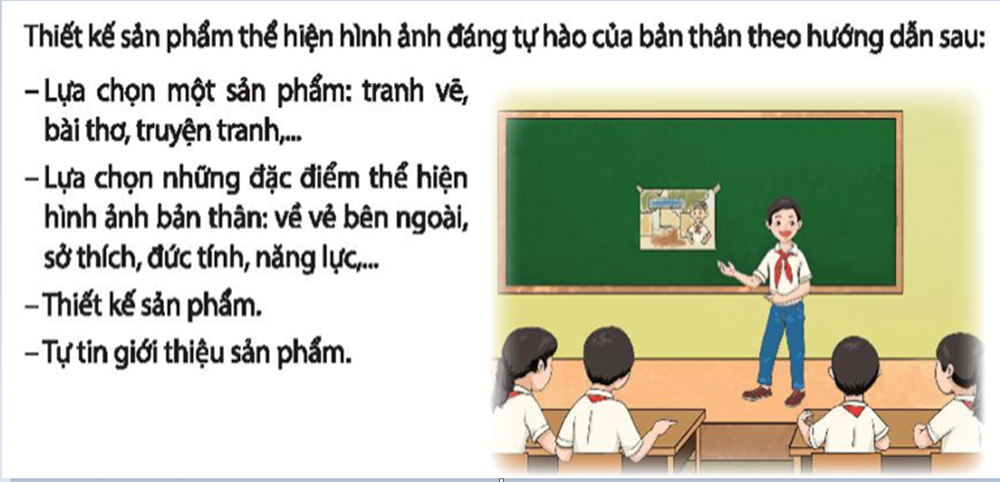 Thiết kế sản phẩm thể hiện hình ảnh đáng tự hào của bản thân theo hướng dẫn sau:
– Lựa chọn một sản phẩm: tranh vẽ,
bài thơ, truyện tranh,...
– Lựa chọn những đặc điểm thể hiện
hình ảnh bản thân: về vẻ bên ngoài,
sở thích, đức tính, năng lực,...
– Thiết kế sản phẩm.
– Tự tin giới thiệu sản phẩm.